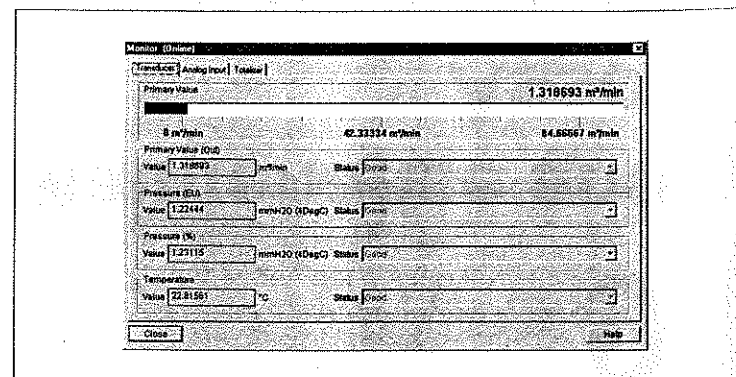 Monitor (Online)
Transducer Analog Input Totaliser
Primary Value
1.318693 m³/min
0 m³/min 42.33334 m³/min 84.66667 m³/min
Primary Value (Out)
Value 1.318693 m³/min Status Good
Pressure (EU)
Value 1.22444 mmH2O (4DegC) Status Good
Pressure (%)
Value 1.23115 mmH2O (4DegC) Status Good
Temperature
Value 22.81561 °C Status Good
Close Help